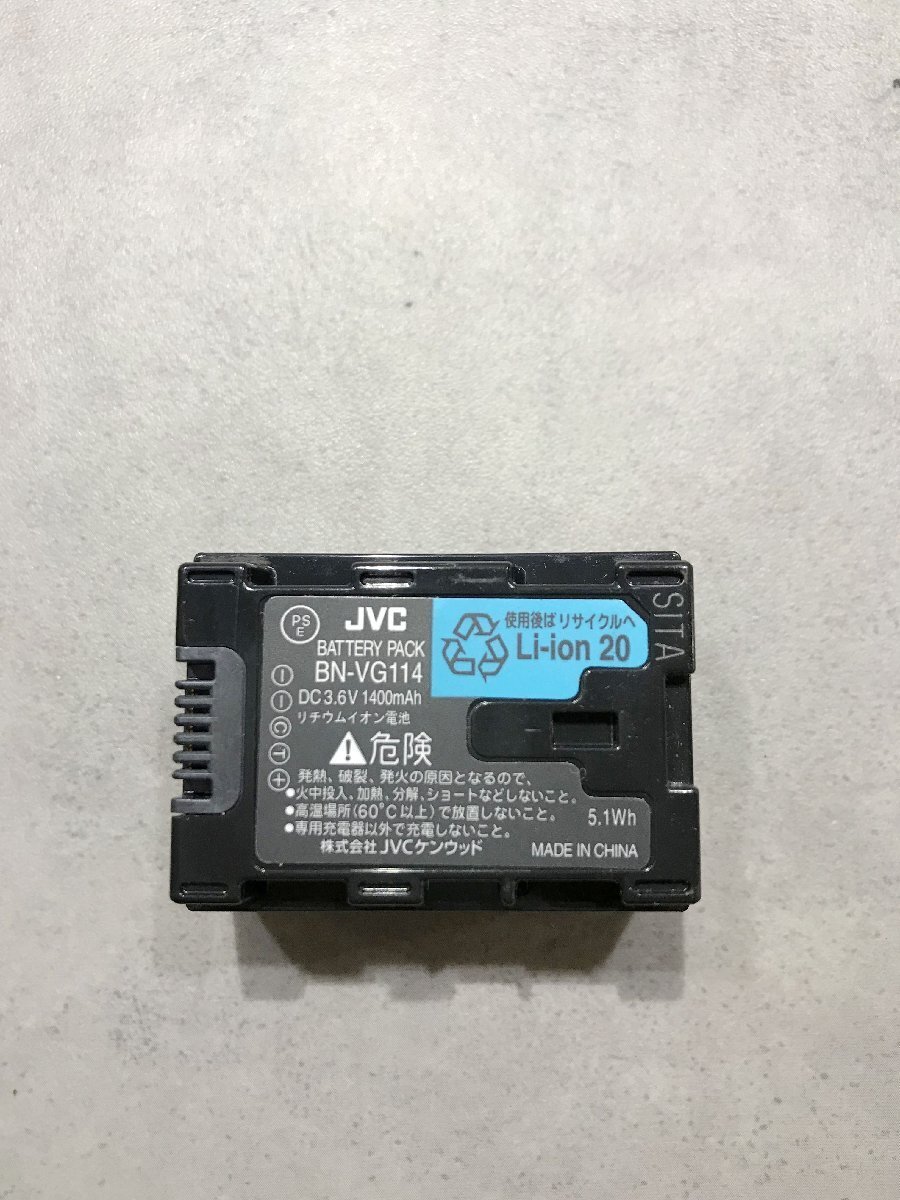 PS
E
JVC
BATTERY PACK
BN-VG114
DC 3.6V 1400mAh
リチウムイオン電池
使用後はリサイクルへ
Li-ion 20
SITA
C
T
危険
発熱、破裂、発火の原因となるので、
●火中投入、加熱、分解、ショートなどしないこと。
●高温場所(60℃以上)で放置しないこと。
●専用充電器以外で充電しないこと。
株式会社 JVCケンウッド
5.1Wh
MADE IN CHINA